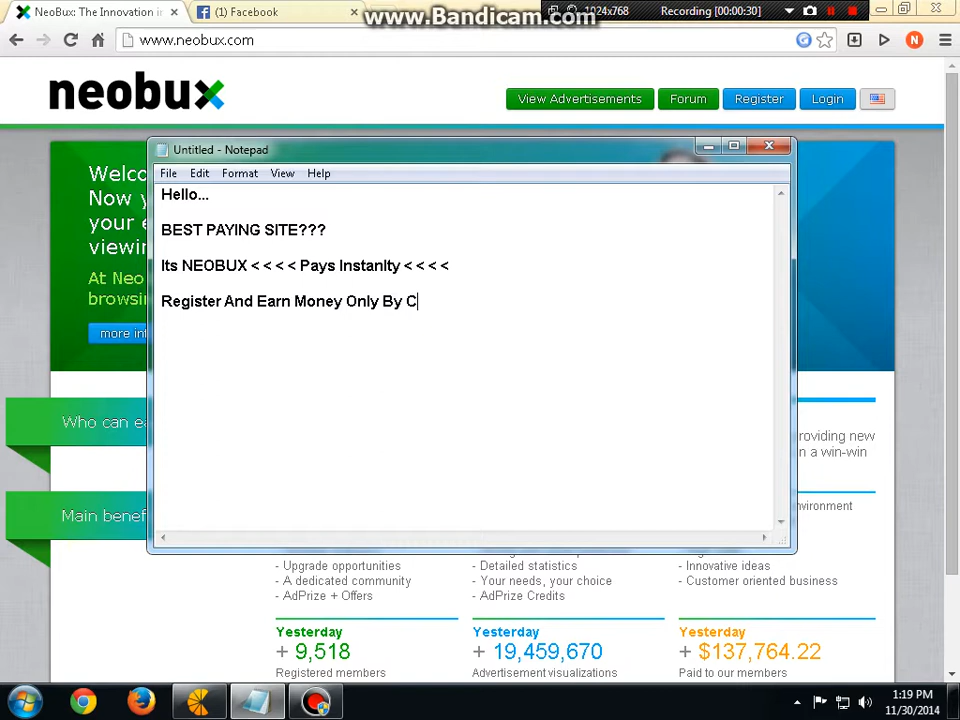 NeoBux: The Innovation in
(1) Facebook
www.Bandicam.com
1024x768
Recording [00:00:30]
www.neobux.com
N
neobux
View Advertisements
Forum
Register
Login
Welco
Now y
your e
viewin
At Neo
browsin
more inf
Untitled - Notepad
File Edit Format View Help
Hello...
BEST PAYING SITE???
Its NEOBUX < < < < Pays Instanlty < < < <
Register And Earn Money Only By C
Who can ea
roviding new
n a win-win
Main benef
nvironment
- Upgrade opportunities
- A dedicated community
- AdPrize + Offers
- Detailed statistics
- Your needs, your choice
- AdPrize Credits
- Innovative ideas
- Customer oriented business
Yesterday
+ 9,518
Registered members
Yesterday
+ 19,459,670
Advertisement visualizations
Yesterday
+ $137,764.22
Paid to our members
1:19 PM
11/30/2014